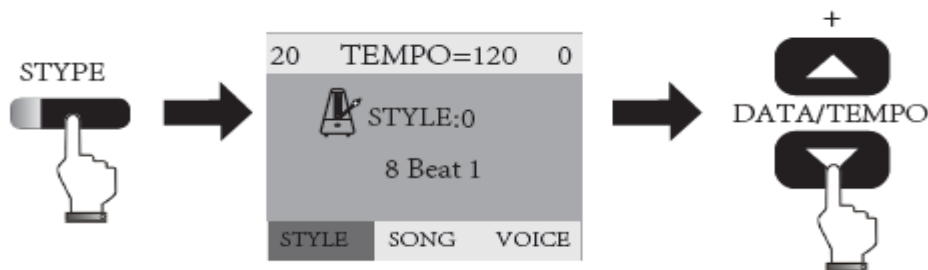 STYPE
20 TEMPO=120 0
STYLE:0
8 Beat 1
STYLE SONG VOICE
+
DATA/TEMPO